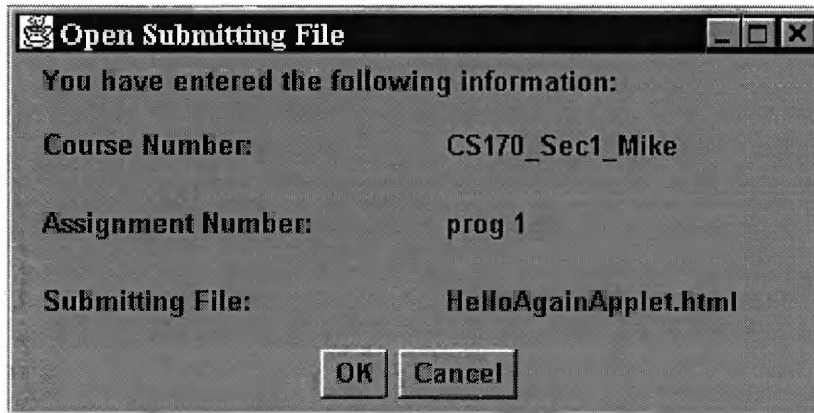 Open Submitting File
You have entered the following information:
Course Number: CS170_Sec1_Mike
Assignment Number: prog 1
Submitting File: HelloAgainApplet.html
OK Cancel